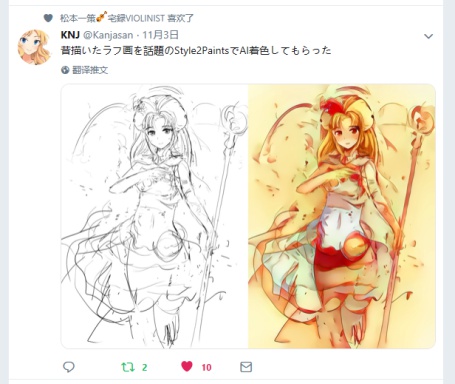 松本一策🎻宅録VIOLINIST 喜欢了
KNJ @Kanjasan · 11月3日
昔描いたラフ画を話題のStyle2PaintsでAI着色してもらった
翻译推文
2 10